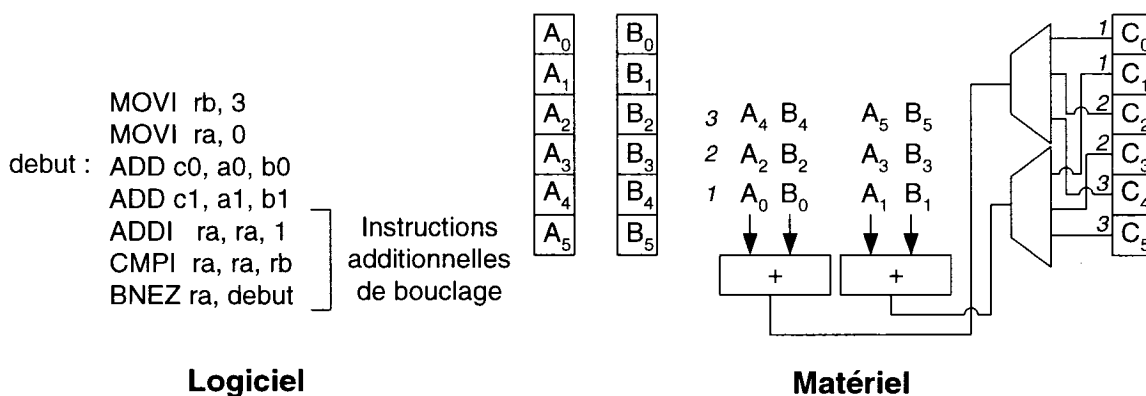 MOVI rb, 3
MOVI ra, 0
debut : ADD c0, a0, b0
ADD c1, a1, b1
ADDI ra, ra, 1
CMPI ra, ra, rb
BNEZ ra, debut
Instructions
additionnelles
de bouclage
Logiciel
A0
A1
A2
A3
A4
A5
B0
B1
B2
B3
B4
B5
3 A4 B4 A5 B5
2 A2 B2 A3 B3
1 A0 B0 A1 B1
+ +
1 C0
1 C1
2 C2
2 C3
3 C4
3 C5
Matériel